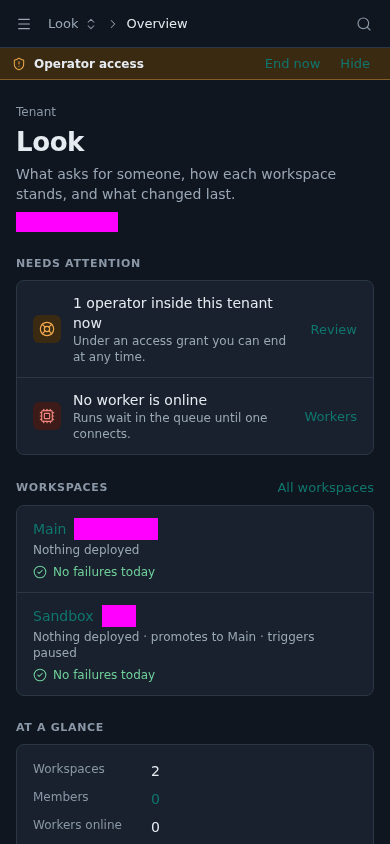 Look Overview
Operator access End now Hide
Tenant
Look
What asks for someone, how each workspace
stands, and what changed last.
NEEDS ATTENTION
1 operator inside this tenant
now
Under an access grant you can end
at any time.
Review
No worker is online
Runs wait in the queue until one
connects.
Workers
WORKSPACES All workspaces
Main
Nothing deployed
No failures today
Sandbox
Nothing deployed · promotes to Main · triggers
paused
No failures today
AT A GLANCE
Workspaces 2
Members 0
Workers online 0